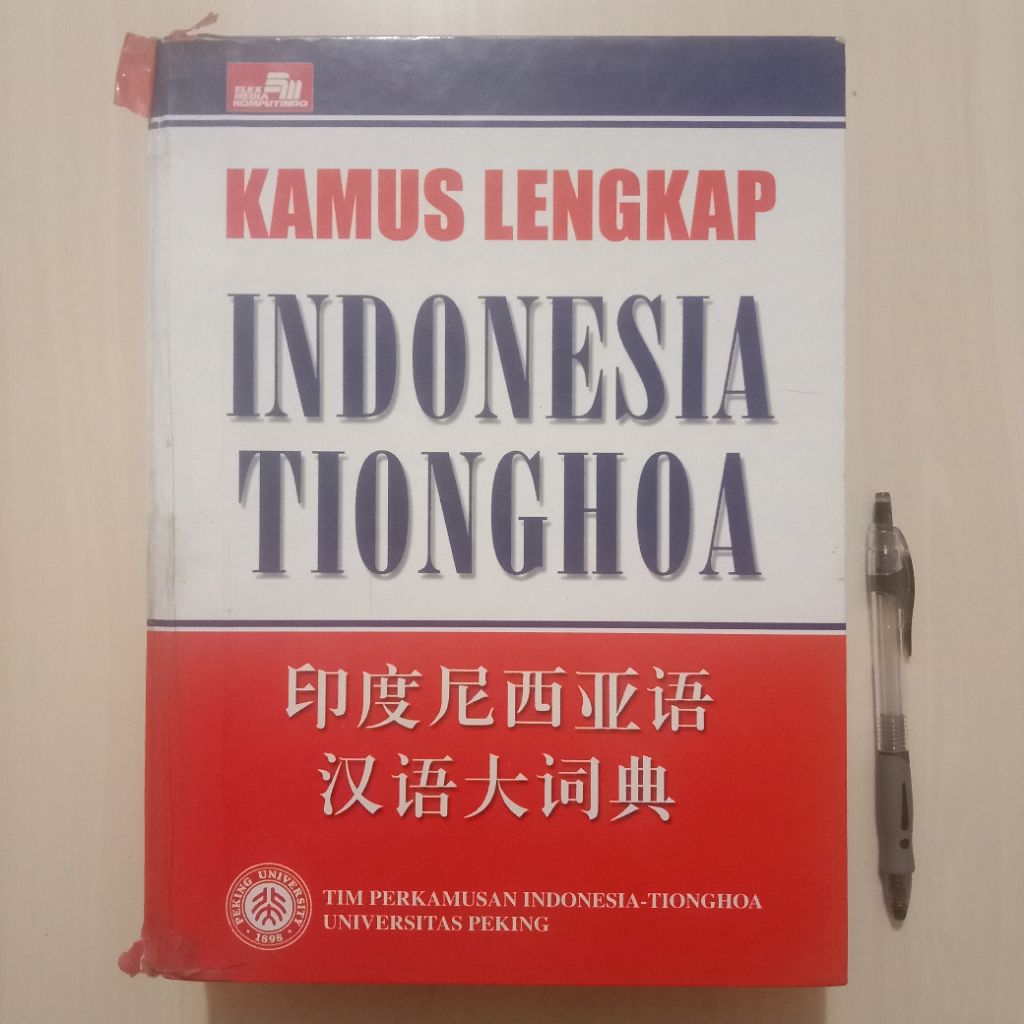 ELEX
MEDIA
KOMPUTINDO
KAMUS LENGKAP
INDONESIA
TIONGHOA
印度尼西亚语
汉语大词典
PEKING UNIVERSITY
1898
TIM PERKAMUSAN INDONESIA-TIONGHOA
UNIVERSITAS PEKING